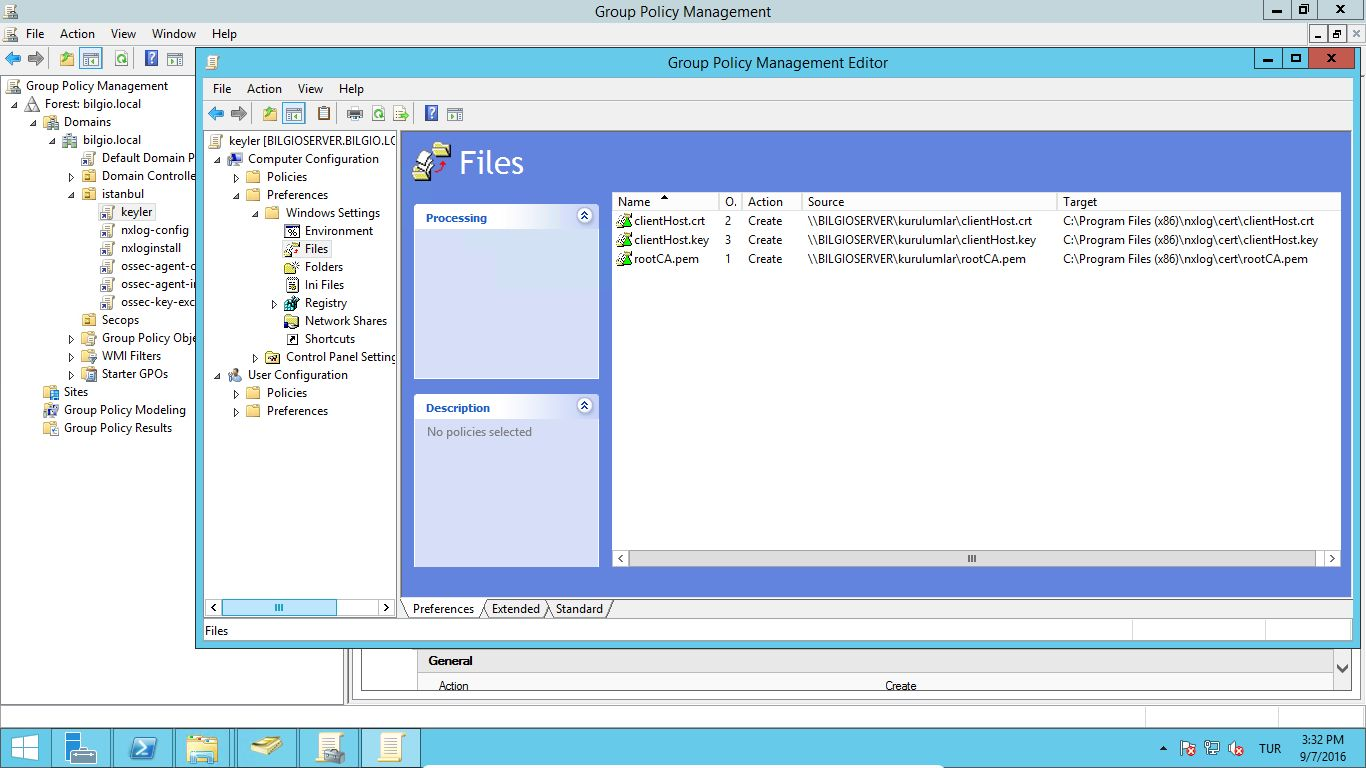 Group Policy Management
File Action View Window Help
Group Policy Management
Forest: bilgio.local
Domains
bilgio.local
Default Domain P
Domain Controlle
istanbul
keyler
nxlog-config
nxloginstall
ossec-agent-c
ossec-agent-in
ossec-key-exc
Secops
Group Policy Obje
WMI Filters
Starter GPOs
Sites
Group Policy Modeling
Group Policy Results
Group Policy Management Editor
File Action View Help
keyler [BILGIOSERVER.BILGIO.LO
Computer Configuration
Policies
Preferences
Windows Settings
Environment
Files
Folders
Ini Files
Registry
Network Shares
Shortcuts
Control Panel Setting
User Configuration
Policies
Preferences
Files
Processing
Description
No policies selected
Name O. Action Source Target
clientHost.crt 2 Create \\BILGIOSERVER\kurulumlar\clientHost.crt C:\Program Files (x86)\nxlog\cert\clientHost.crt
clientHost.key 3 Create \\BILGIOSERVER\kurulumlar\clientHost.key C:\Program Files (x86)\nxlog\cert\clientHost.key
rootCA.pem 1 Create \\BILGIOSERVER\kurulumlar\rootCA.pem C:\Program Files (x86)\nxlog\cert\rootCA.pem
Preferences Extended Standard
Files
General
Action Create
TUR
3:32 PM
9/7/2016